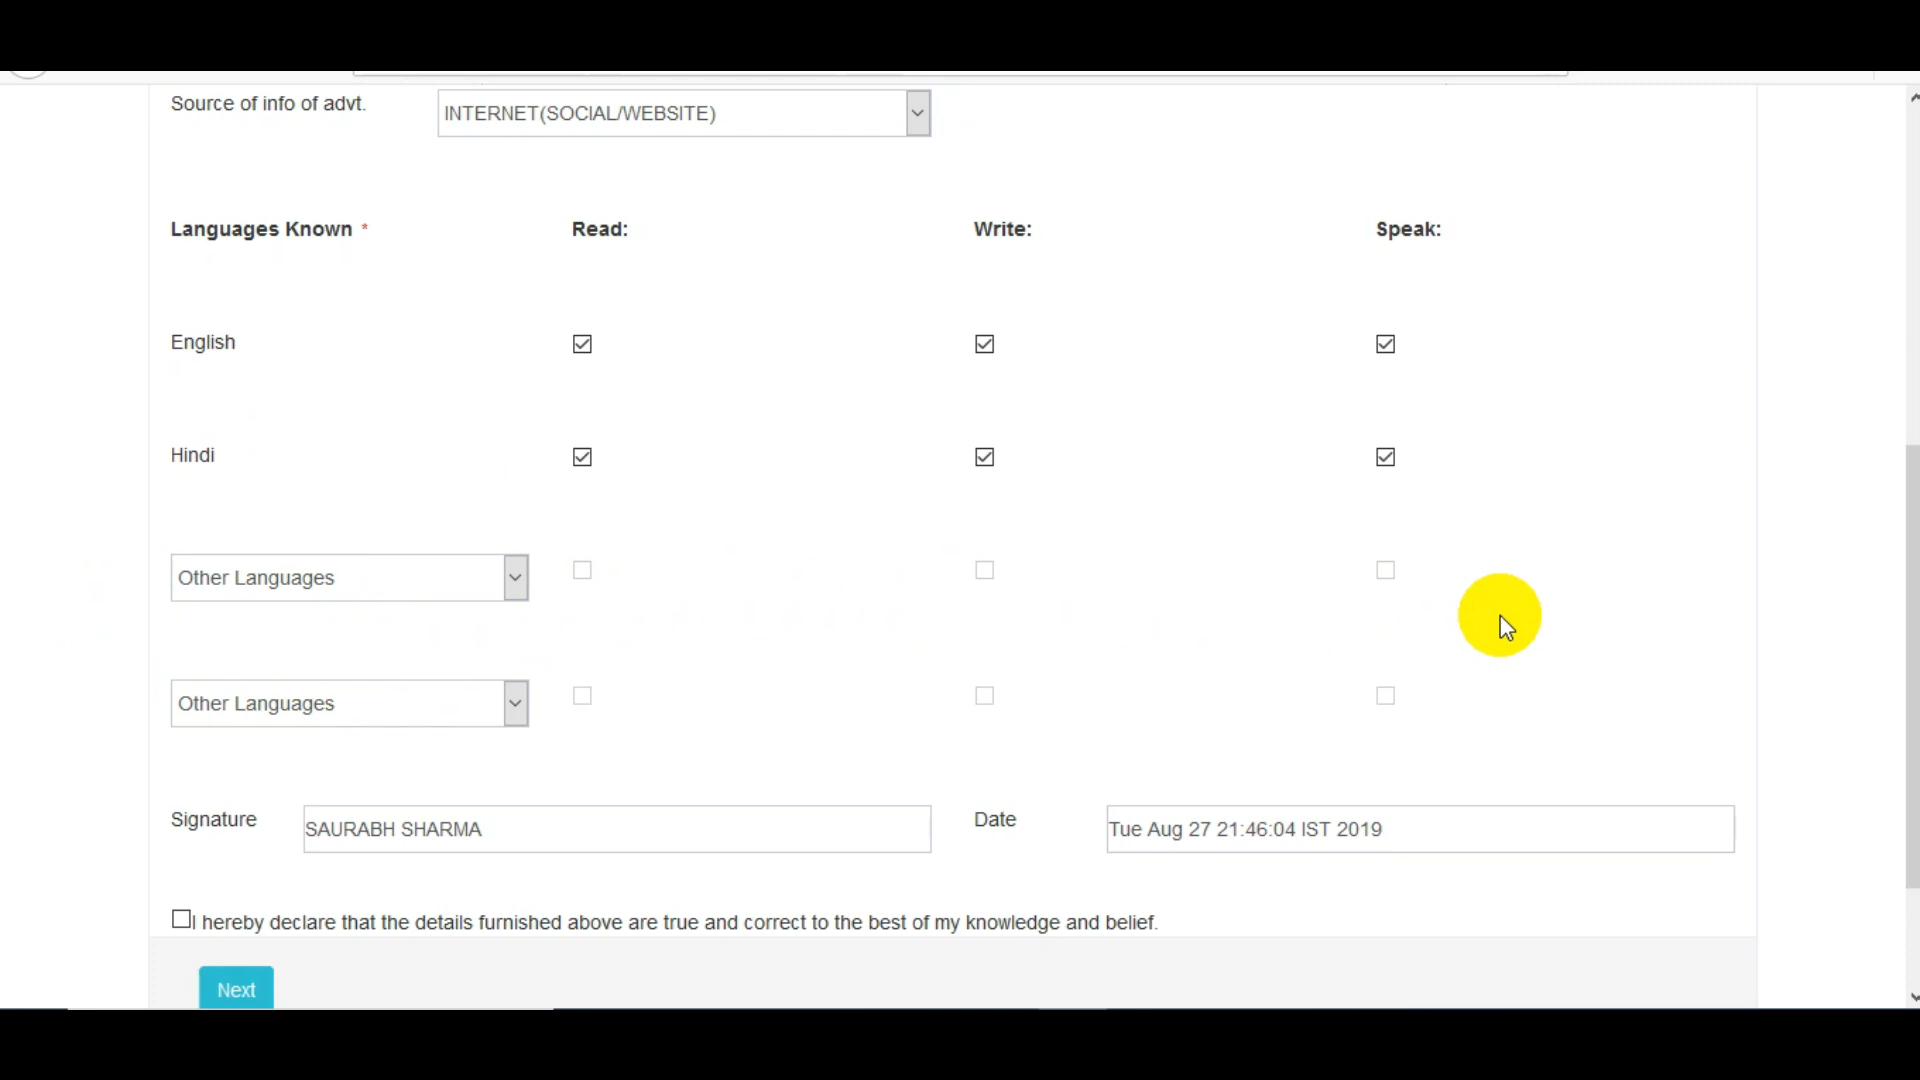 Source of info of advt. INTERNET(SOCIAL/WEBSITE)
Languages Known * Read: Write: Speak:
English
Hindi
Other Languages
Other Languages
Signature SAURABH SHARMA Date Tue Aug 27 21:46:04 IST 2019
I hereby declare that the details furnished above are true and correct to the best of my knowledge and belief.
Next